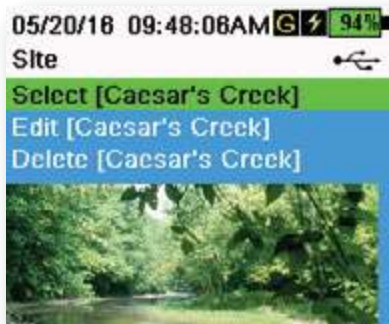 05/20/16 09:48:06AM G 94%
Site
Select [Caesar's Creek]
Edit [Caesar's Creek]
Delete [Caesar's Creek]